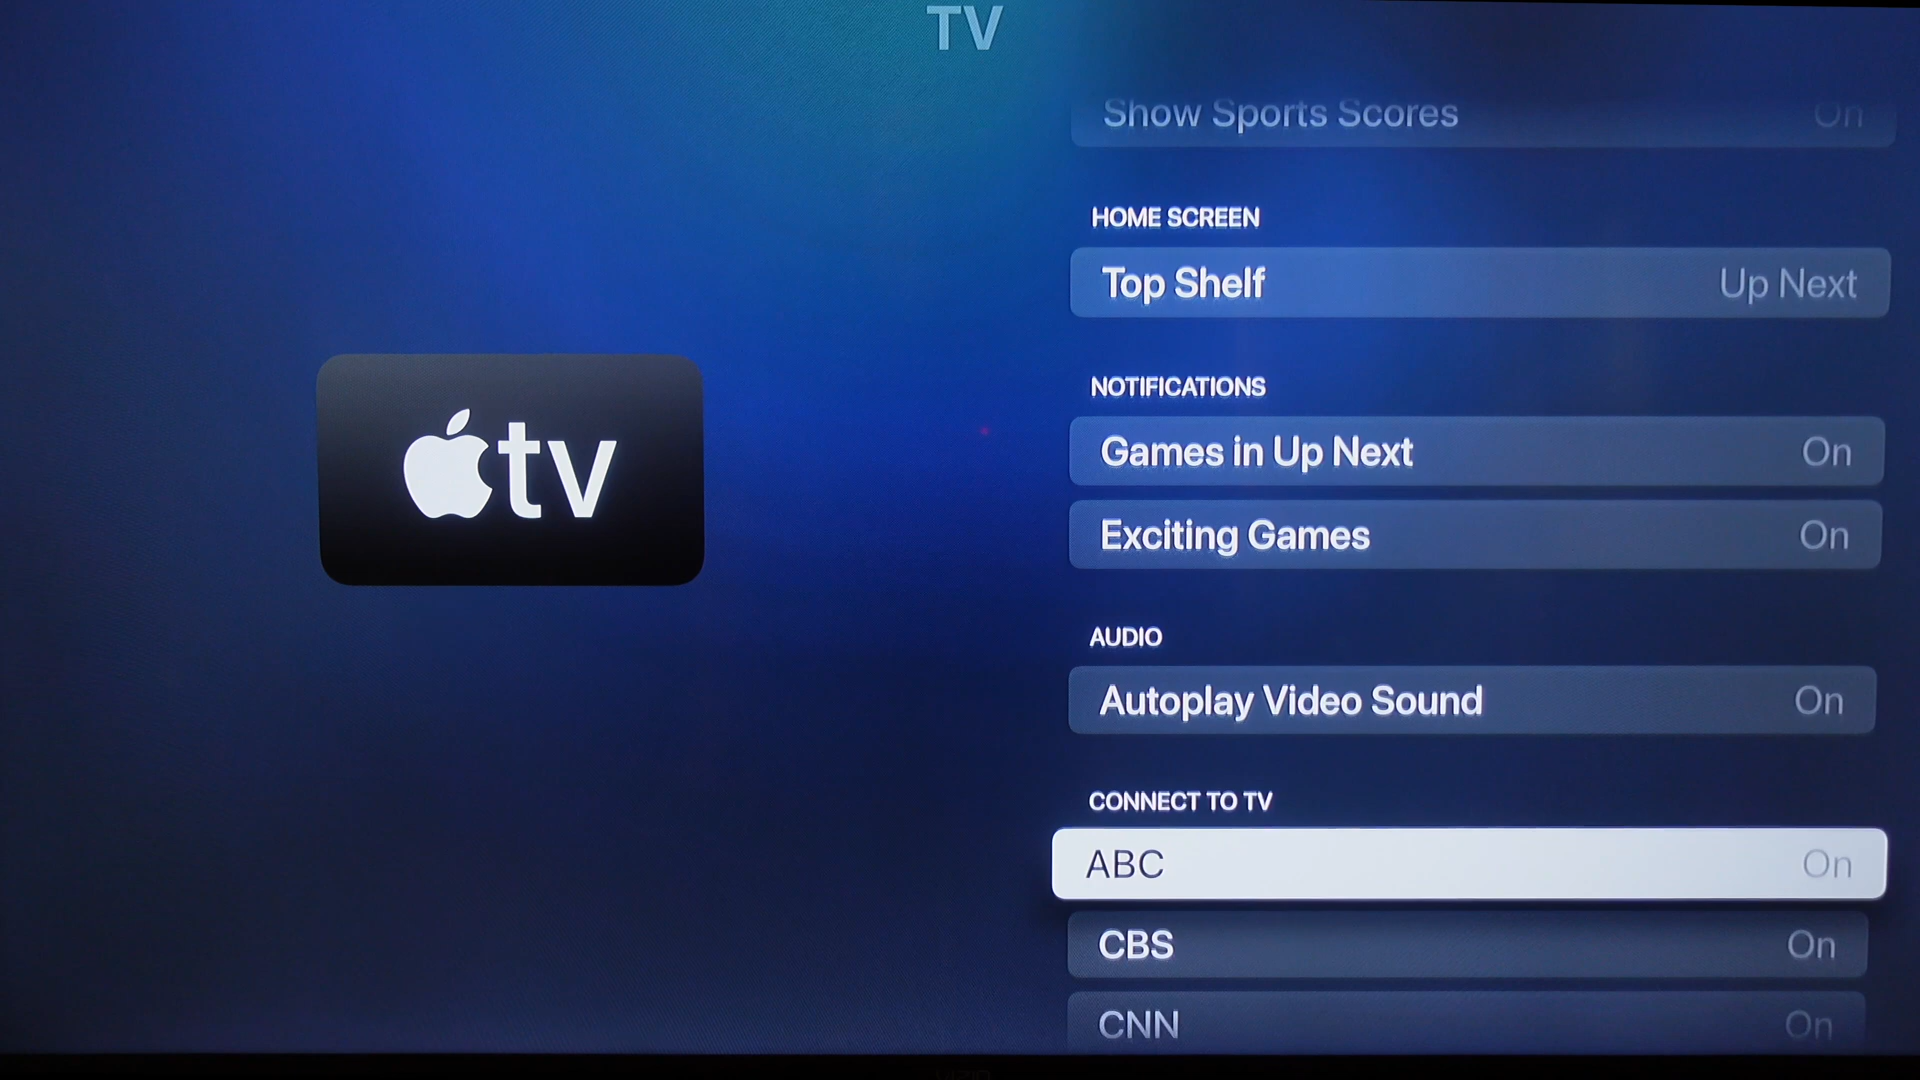 TV
Show Sports Scores On
HOME SCREEN
Top Shelf Up Next
NOTIFICATIONS
Games in Up Next On
Exciting Games On
AUDIO
Autoplay Video Sound On
CONNECT TO TV
ABC On
CBS On
CNN On
tv